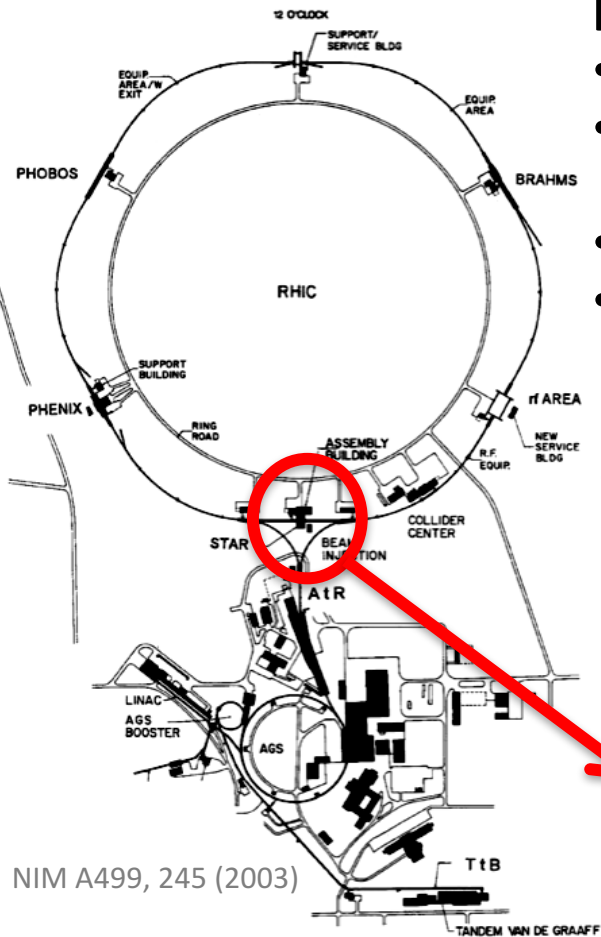 12 O'CLOCK
SUPPORT/
SERVICE BLDG
EQUIP.
AREA/W
EXIT
EQUIP.
AREA
PHOBOS
BRAHMS
RHIC
SUPPORT
BUILDING
PHENIX
RING
ROAD
ASSEMBLY
BUILDING
rf AREA
NEW
SERVICE
BLDG
R.F.
EQUIP.
COLLIDER
CENTER
STAR
BEAM
INJECTION
AtR
LINAC
AGS
BOOSTER
AGS
NIM A499, 245 (2003)
TtB
TANDEM VAN DE GRAAFF